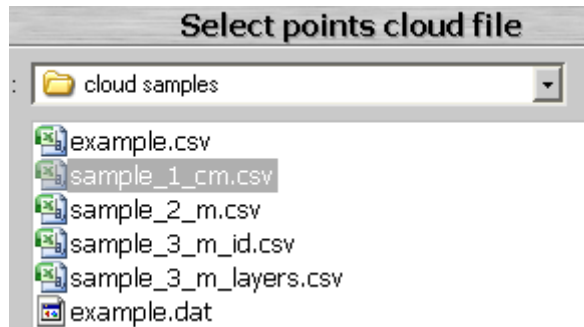 Select points cloud file
: cloud samples
example.csv
sample_1_cm.csv
sample_2_m.csv
sample_3_m_id.csv
sample_3_m_layers.csv
example.dat